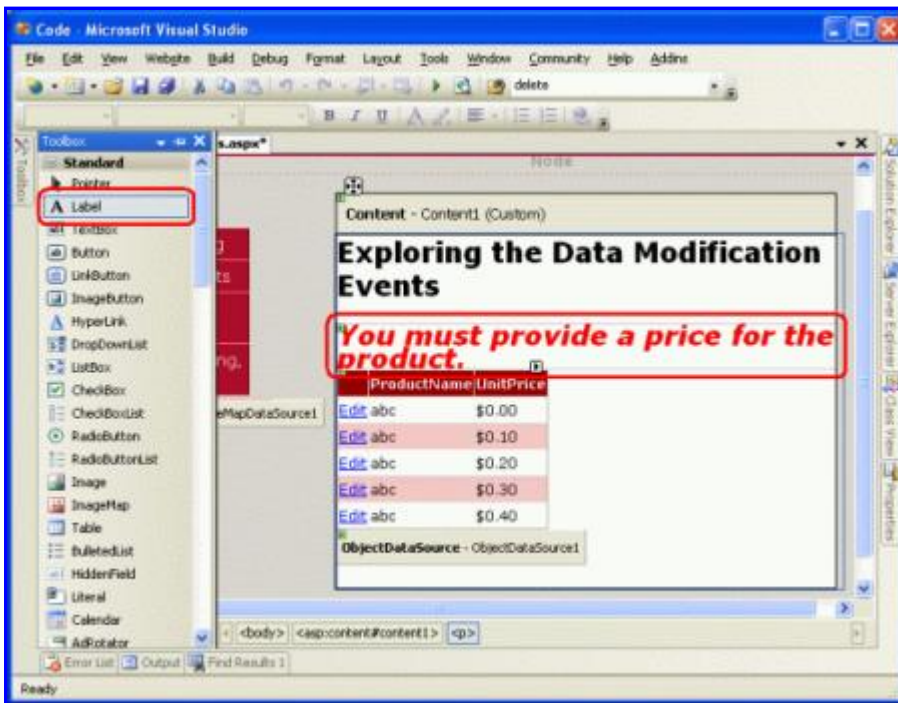 Code - Microsoft Visual Studio
File Edit View Website Build Debug Format Layout Tools Window Community Help Addins
delete
Toolbox
s.aspx*
Toolbox
Standard
Pointer
Label
TextBox
Button
LinkButton
ImageButton
HyperLink
DropDownList
ListBox
CheckBox
CheckBoxList
RadioButton
RadioButtonList
Image
ImageMap
Table
BulletedList
HiddenField
Literal
Calendar
AdRotator
ts
ng,
eMapDataSource1
Node
Content - Content1 (Custom)
Exploring the Data Modification
Events
You must provide a price for the
product.
ProductName UnitPrice
Edit abc $0.00
Edit abc $0.10
Edit abc $0.20
Edit abc $0.30
Edit abc $0.40
ObjectDataSource - ObjectDataSource1
Solution Explorer
Server Explorer
Class View
Properties
<body> <asp:content#content1> <p>
Error List Output Find Results 1
Ready